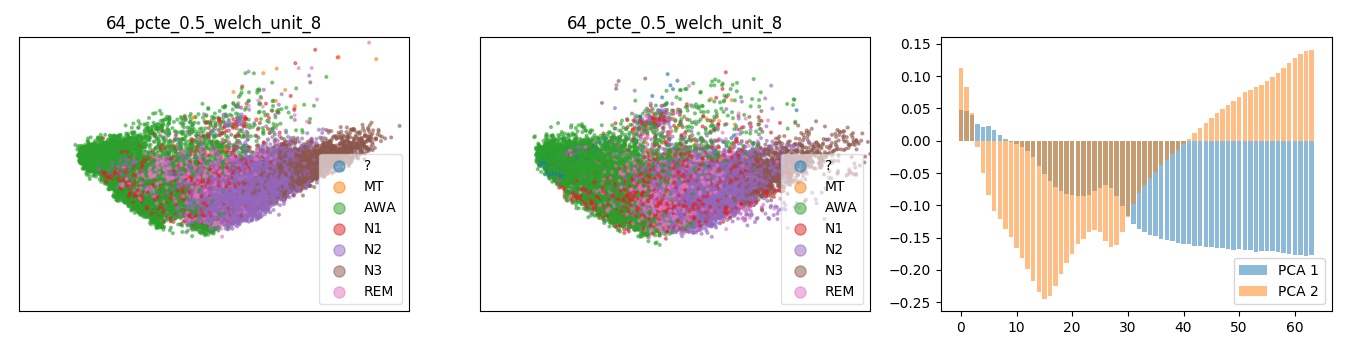 64_pcte_0.5_welch_unit_8
?
MT
AWA
N1
N2
N3
REM
64_pcte_0.5_welch_unit_8
?
MT
AWA
N1
N2
N3
REM
0.15
0.10
0.05
0.00
−0.05
−0.10
−0.15
−0.20
−0.25
0 10 20 30 40 50 60
PCA 1
PCA 2